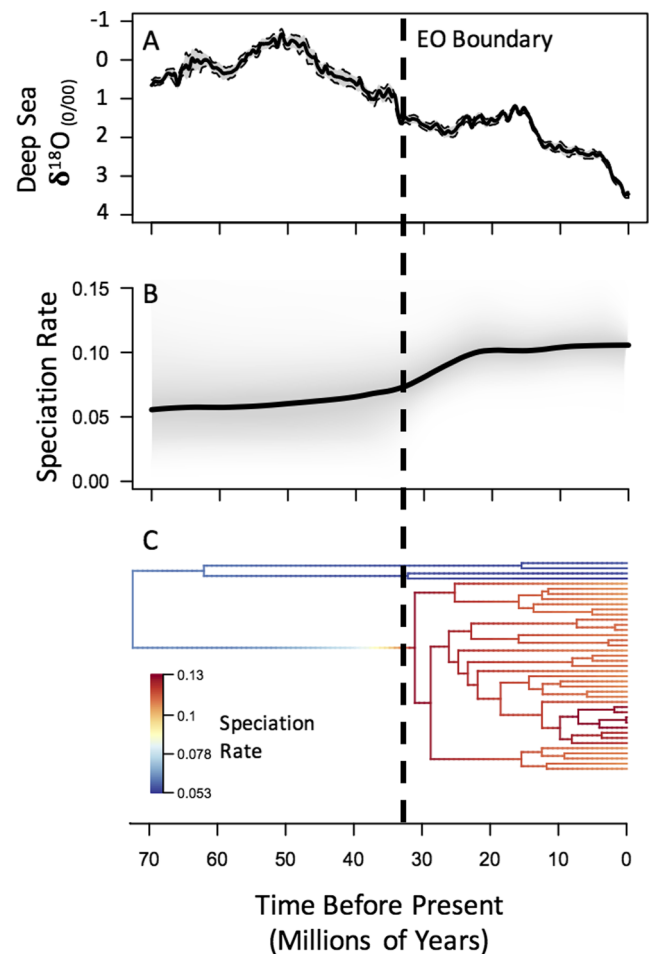 A
EO Boundary
-1
0
1
2
3
4
Deep Sea
δ18O (0/00)
B
0.15
0.10
0.05
0.00
Speciation Rate
C
0.13
0.1
0.078
0.053
Speciation
Rate
70 60 50 40 30 20 10 0
Time Before Present
(Millions of Years)